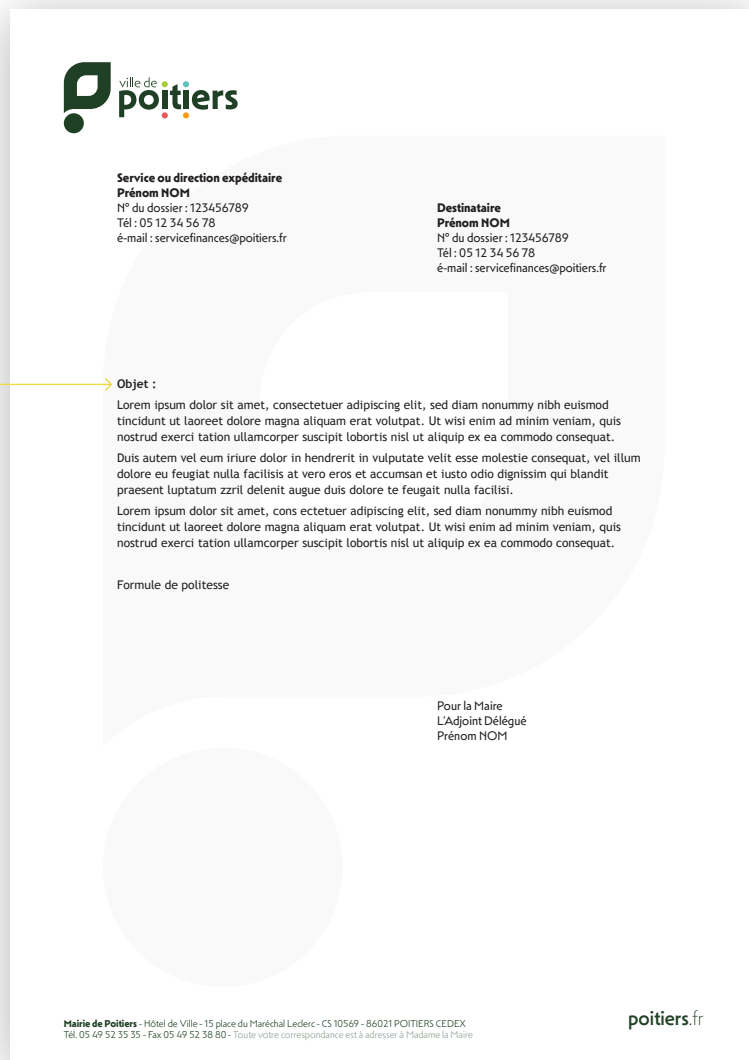 ville de
poitiers
Service ou direction expéditaire
Prénom NOM
N° du dossier : 123456789
Tél : 05 12 34 56 78
é-mail : servicefinances@poitiers.fr
Destinataire
Prénom NOM
N° du dossier : 123456789
Tél : 05 12 34 56 78
é-mail : servicefinances@poitiers.fr
Objet :
Lorem ipsum dolor sit amet, consectetuer adipiscing elit, sed diam nonummy nibh euismod
tincidunt ut laoreet dolore magna aliquam erat volutpat. Ut wisi enim ad minim veniam, quis
nostrud exerci tation ullamcorper suscipit lobortis nisl ut aliquip ex ea commodo consequat.
Duis autem vel eum iriure dolor in hendrerit in vulputate velit esse molestie consequat, vel illum
dolore eu feugiat nulla facilisis at vero eros et accumsan et iusto odio dignissim qui blandit
praesent luptatum zzril delenit augue duis dolore te feugait nulla facilisi.
Lorem ipsum dolor sit amet, cons ectetuer adipiscing elit, sed diam nonummy nibh euismod
tincidunt ut laoreet dolore magna aliquam erat volutpat. Ut wisi enim ad minim veniam, quis
nostrud exerci tation ullamcorper suscipit lobortis nisl ut aliquip ex ea commodo consequat.
Formule de politesse
Pour la Maire
L'Adjoint Délégué
Prénom NOM
Mairie de Poitiers - Hôtel de Ville - 15 place du Maréchal Leclerc - CS 10569 - 86021 POITIERS CEDEX
Tél. 05 49 52 35 35 - Fax 05 49 52 38 80 - Toute votre correspondance est à adresser à Madame la Maire
poitiers.fr